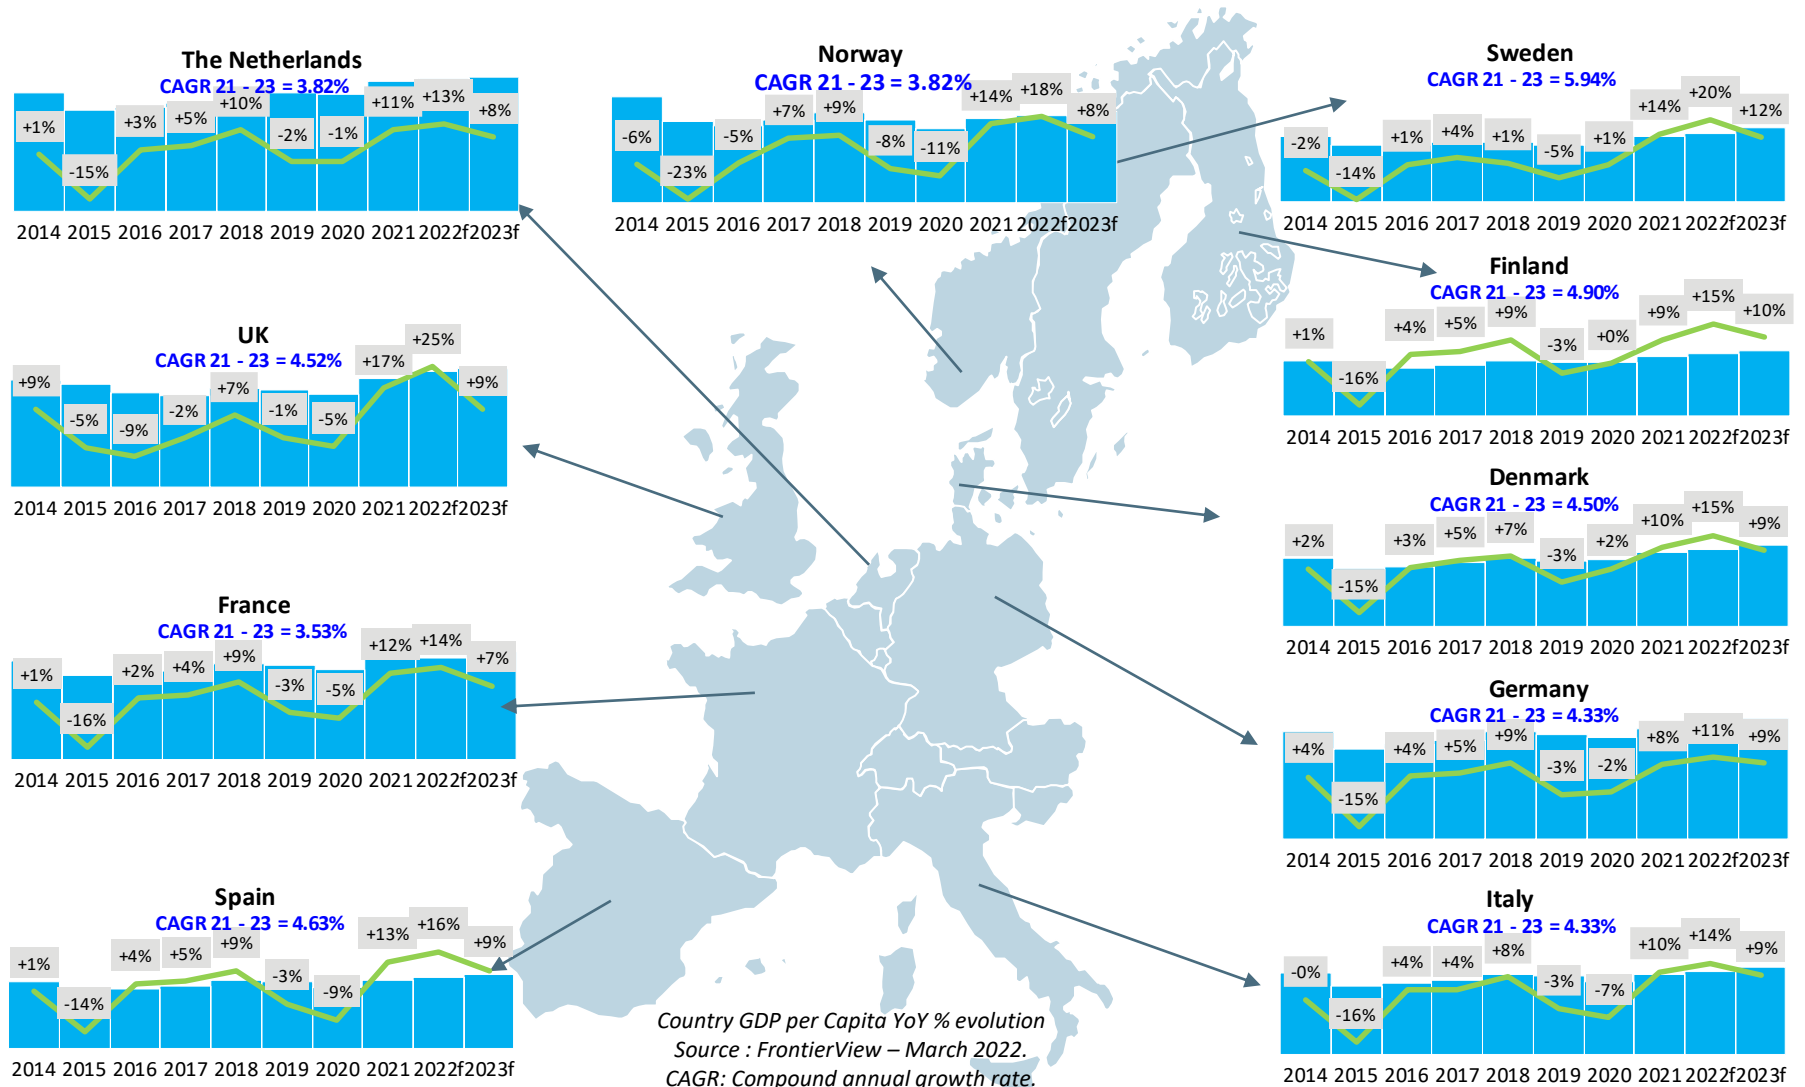 The Netherlands
CAGR 21 - 23 = 3.82%
+1% -15% +3% +5% +10% -2% -1% +11% +13% +8%
2014 2015 2016 2017 2018 2019 2020 2021 2022f 2023f
Norway
CAGR 21 - 23 = 3.82%
-6% -23% -5% +7% +9% -8% -11% +14% +18% +8%
2014 2015 2016 2017 2018 2019 2020 2021 2022f 2023f
Sweden
CAGR 21 - 23 = 5.94%
-2% -14% +1% +4% +1% -5% +1% +14% +20% +12%
2014 2015 2016 2017 2018 2019 2020 2021 2022f 2023f
Finland
CAGR 21 - 23 = 4.90%
+1% -16% +4% +5% +9% -3% +0% +9% +15% +10%
2014 2015 2016 2017 2018 2019 2020 2021 2022f 2023f
UK
CAGR 21 - 23 = 4.52%
+9% -5% -9% -2% +7% -1% -5% +17% +25% +9%
2014 2015 2016 2017 2018 2019 2020 2021 2022f 2023f
Denmark
CAGR 21 - 23 = 4.50%
+2% -15% +3% +5% +7% -3% +2% +10% +15% +9%
2014 2015 2016 2017 2018 2019 2020 2021 2022f 2023f
France
CAGR 21 - 23 = 3.53%
+1% -16% +2% +4% +9% -3% -5% +12% +14% +7%
2014 2015 2016 2017 2018 2019 2020 2021 2022f 2023f
Germany
CAGR 21 - 23 = 4.33%
+4% -15% +4% +5% +9% -3% -2% +8% +11% +9%
2014 2015 2016 2017 2018 2019 2020 2021 2022f 2023f
Spain
CAGR 21 - 23 = 4.63%
+1% -14% +4% +5% +9% -3% -9% +13% +16% +9%
2014 2015 2016 2017 2018 2019 2020 2021 2022f 2023f
Italy
CAGR 21 - 23 = 4.33%
-0% -16% +4% +4% +8% -3% -7% +10% +14% +9%
2014 2015 2016 2017 2018 2019 2020 2021 2022f 2023f
Country GDP per Capita YoY % evolution
Source : FrontierView – March 2022.
CAGR: Compound annual growth rate.